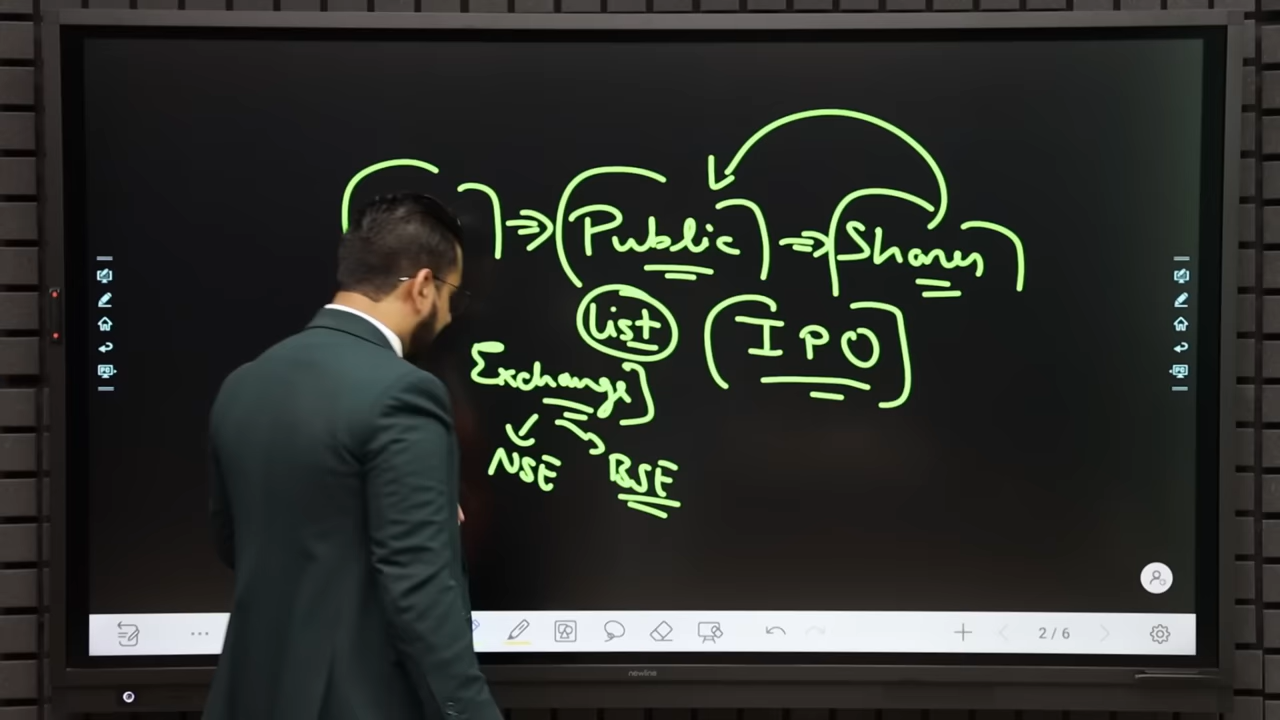 ⇒ Public ⇒ Shares
List
IPO
Exchange
NSE BSE
2/6
newline